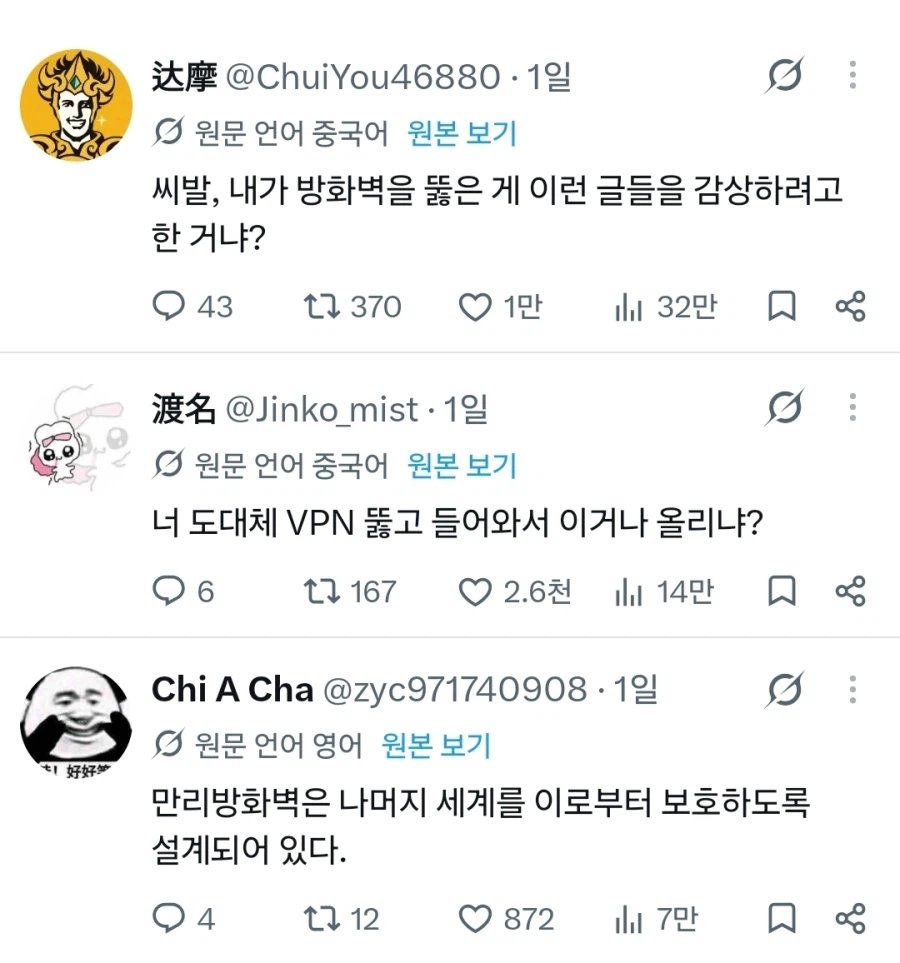 达摩 @ChuiYou46880 · 1일
원문 언어 중국어 원본 보기
씨발, 내가 방화벽을 뚫은 게 이런 글들을 감상하려고
한 거냐?
43 370 1만 32만
渡名 @Jinko_mist · 1일
원문 언어 중국어 원본 보기
너 도대체 VPN 뚫고 들어와서 이거나 올리냐?
6 167 2.6천 14만
Chi A Cha @zyc971740908 · 1일
원문 언어 영어 원본 보기
만리방화벽은 나머지 세계를 이로부터 보호하도록
설계되어 있다.
4 12 872 7만